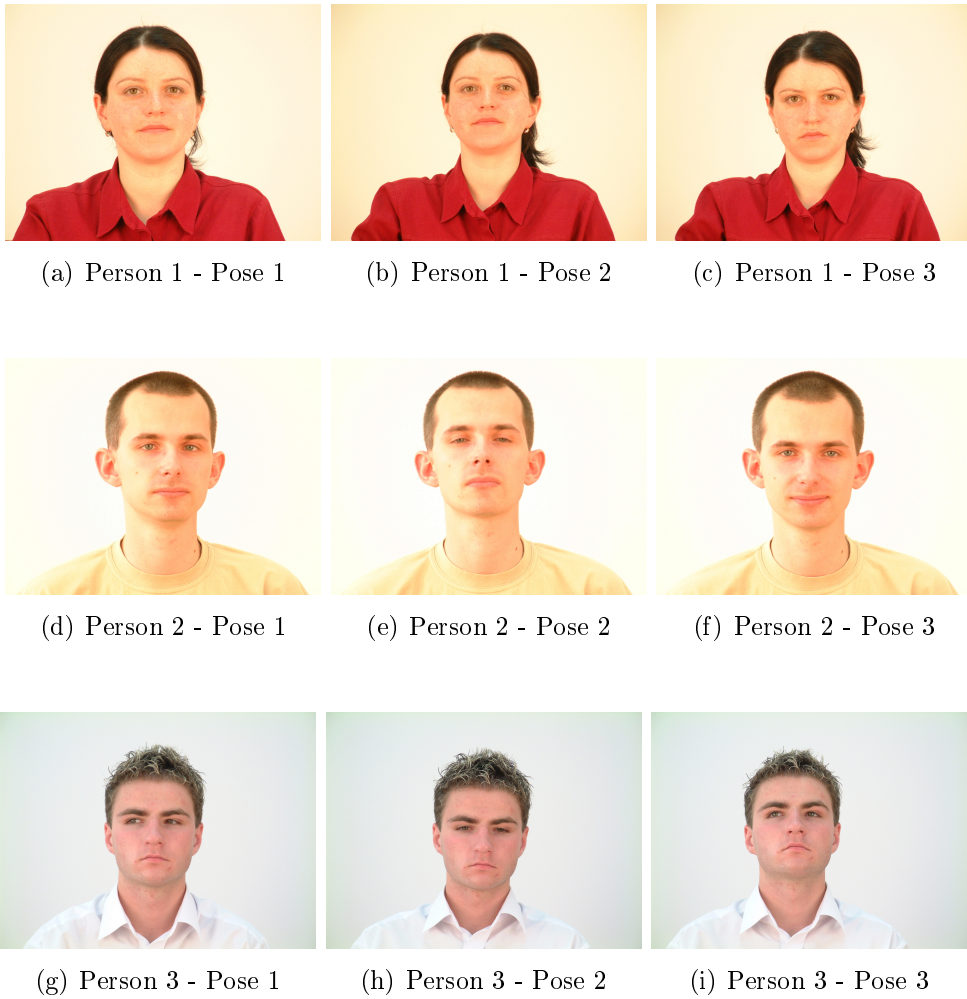 (a) Person 1 - Pose 1
(b) Person 1 - Pose 2
(c) Person 1 - Pose 3
(d) Person 2 - Pose 1
(e) Person 2 - Pose 2
(f) Person 2 - Pose 3
(g) Person 3 - Pose 1
(h) Person 3 - Pose 2
(i) Person 3 - Pose 3